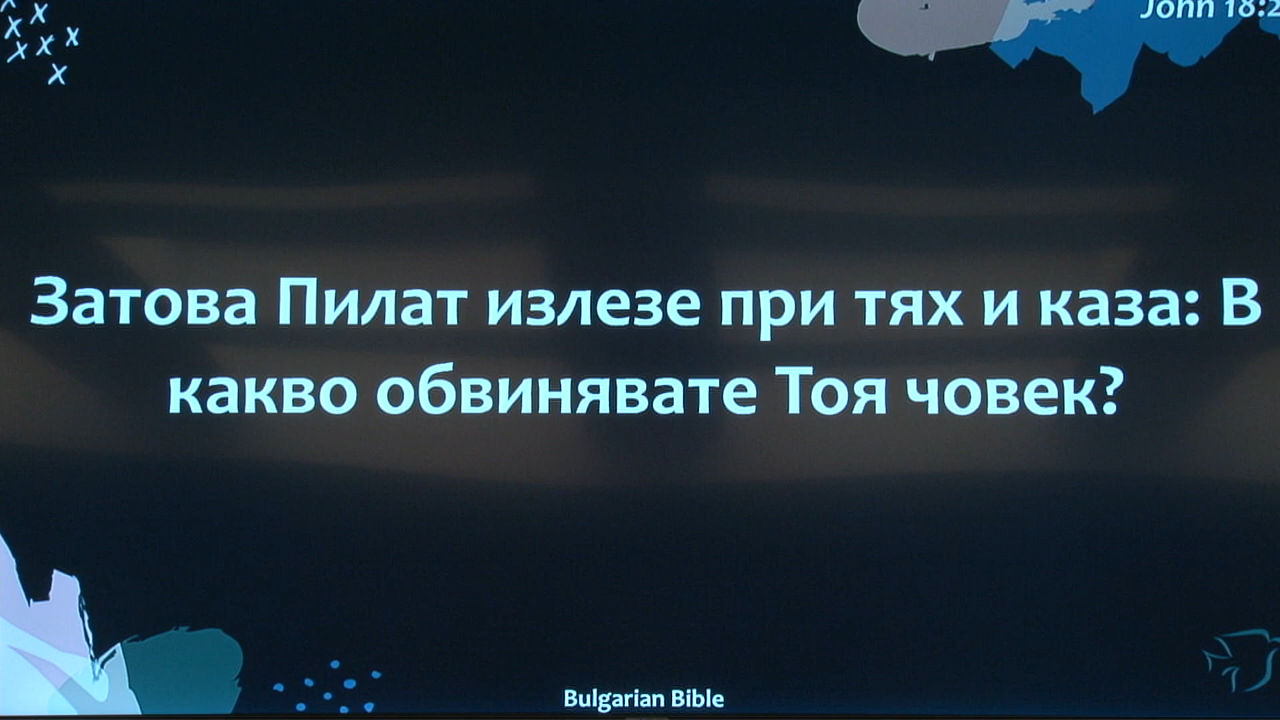 John 18:2
Затова Пилат излезе при тях и каза: В
какво обвинявате Тоя човек?
Bulgarian Bible